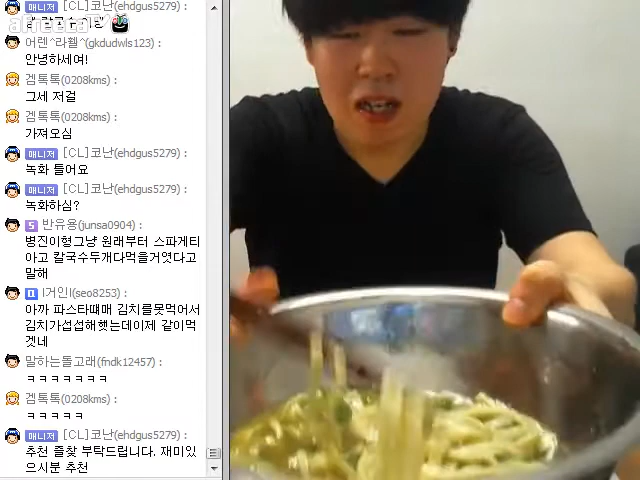 매니저 [CL]코난(ehdgus5279) :
afreeca
어렌^라휄^(gkdudwls123) :
안녕하세여!
겜톡톡(0208kms) :
그세 저걸
겜톡톡(0208kms) :
가져오심
매니저 [CL]코난(ehdgus5279) :
녹화 틀어요
매니저 [CL]코난(ehdgus5279) :
녹화하심?
S 반유용(junsa0904) :
병진이형그냥 원래부터 스파게티
아고 칼국수두개다먹을거엿다고
말해
I거인I(seo8253) :
아까 파스타떄매 김치를못먹어서
김치가섭섭해햇는데이제 같이먹
겟네
말하는돌고래(fndk12457) :
ㅋㅋㅋㅋㅋㅋㅋ
겜톡톡(0208kms) :
ㅋㅋㅋㅋㅋ
매니저 [CL]코난(ehdgus5279) :
추천 즐찾 부탁드립니다. 재미있
으시분 추천